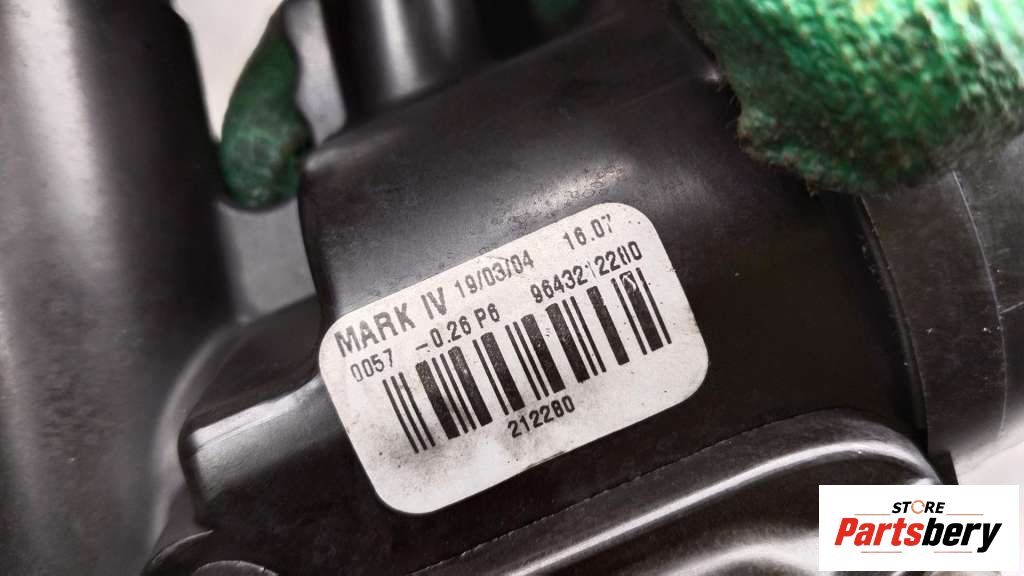 MARK IV 19/03/04 16.07
0057 -0.26 P6 9643212280
212280
STORE
Partsbery